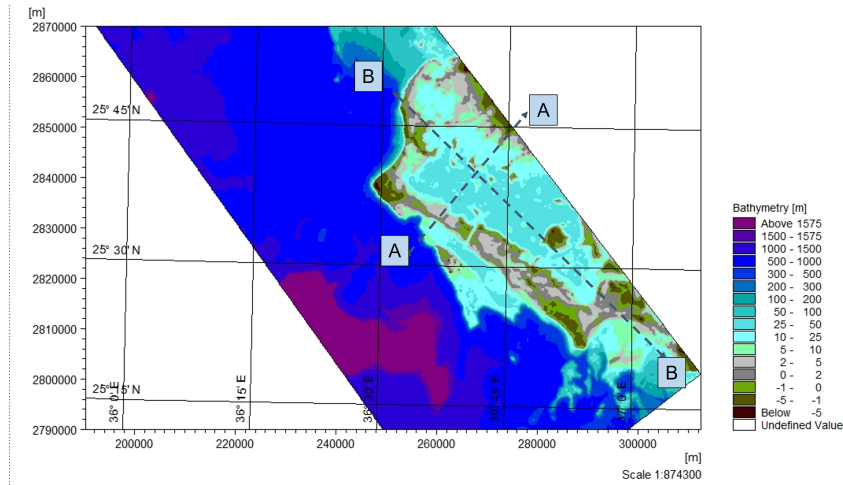 [m]
2870000
2860000
2850000
2840000
2830000
2820000
2810000
2800000
2790000
25° 45' N
25° 30' N
25° 15' N
36° 0' E
36° 15' E
36° 30' E
36° 45' E
37° 0' E
B
A
A
B
200000 220000 240000 260000 280000 300000
[m]
Scale 1:874300
Bathymetry [m]
Above 1575
1500 - 1575
1000 - 1500
500 - 1000
300 - 500
200 - 300
100 - 200
50 - 100
25 - 50
10 - 25
5 - 10
2 - 5
0 - 2
-1 - 0
-5 - -1
Below -5
Undefined Value